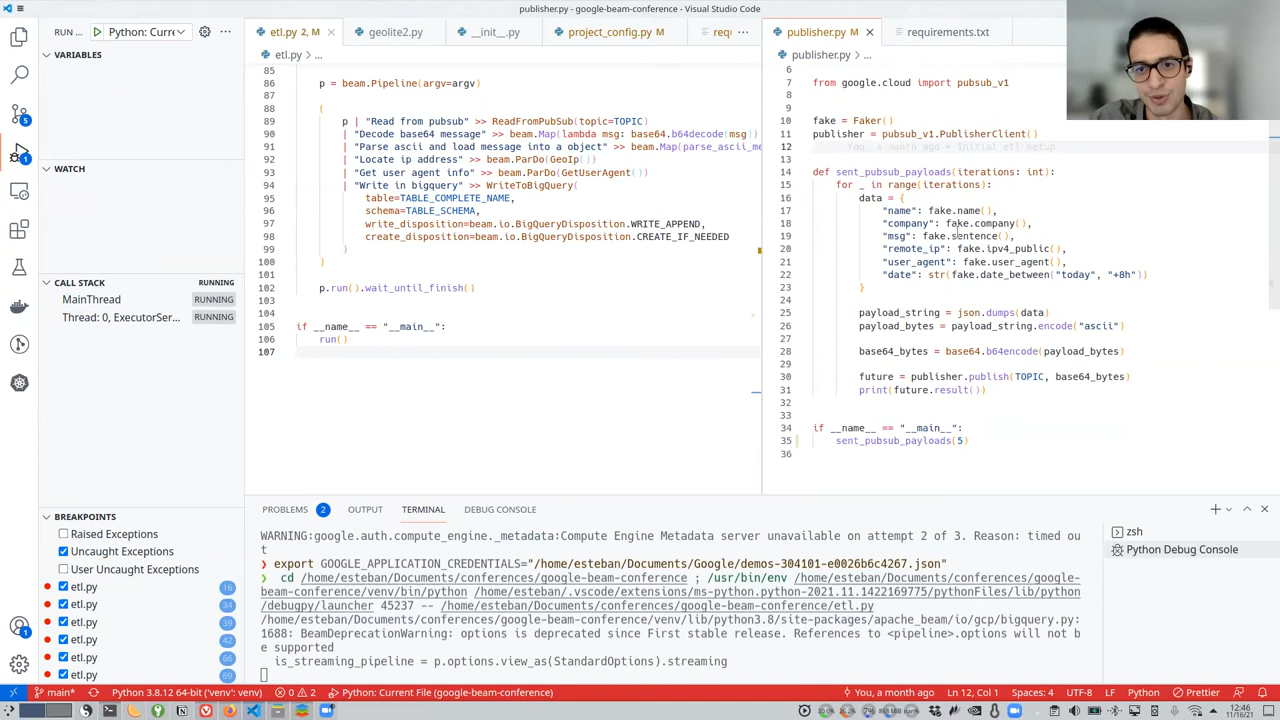 publisher.py - google-beam-conference - Visual Studio Code
RUN ... Python: Curre
etl.py 2, M
geolite2.py
__init__.py
project_config.py M
req
publisher.py M
requirements.txt
VARIABLES
etl.py > ...
publisher.py > ...
85
86 p = beam.Pipeline(argv=argv)
87
88 (
89 p | "Read from pubsub" >> ReadFromPubSub(topic=TOPIC)
90 | "Decode base64 message" >> beam.Map(lambda msg: base64.b64decode(msg))
91 | "Parse ascii and load message into a object" >> beam.Map(parse_ascii_me
92 | "Locate ip address" >> beam.ParDo(GeoIp())
93 | "Get user agent info" >> beam.ParDo(GetUserAgent())
94 | "Write in bigquery" >> WriteToBigQuery(
95 table=TABLE_COMPLETE_NAME,
96 schema=TABLE_SCHEMA,
97 write_disposition=beam.io.BigQueryDisposition.WRITE_APPEND,
98 create_disposition=beam.io.BigQueryDisposition.CREATE_IF_NEEDED
99 )
100 )
101
102 p.run().wait_until_finish()
103
104
105 if __name__ == "__main__":
106 run()
107
6
7 from google.cloud import pubsub_v1
8
9
10 fake = Faker()
11 publisher = pubsub_v1.PublisherClient()
12 You, a month ago • Initial etl setup
13
14 def sent_pubsub_payloads(iterations: int):
15 for _ in range(iterations):
16 data = {
17 "name": fake.name(),
18 "company": fake.company(),
19 "msg": fake.sentence(),
20 "remote_ip": fake.ipv4_public(),
21 "user_agent": fake.user_agent(),
22 "date": str(fake.date_between("today", "+8h"))
23 }
24
25 payload_string = json.dumps(data)
26 payload_bytes = payload_string.encode("ascii")
27
28 base64_bytes = base64.b64encode(payload_bytes)
29
30 future = publisher.publish(TOPIC, base64_bytes)
31 print(future.result())
32
33
34 if __name__ == "__main__":
35 sent_pubsub_payloads(5)
36
WATCH
CALL STACK RUNNING
MainThread RUNNING
Thread: 0, ExecutorSer... RUNNING
BREAKPOINTS
Raised Exceptions
Uncaught Exceptions
User Uncaught Exceptions
etl.py 16
etl.py 34
etl.py 39
etl.py 42
etl.py 66
etl.py 69
PROBLEMS 2 OUTPUT TERMINAL DEBUG CONSOLE
WARNING:google.auth.compute_engine._metadata:Compute Engine Metadata server unavailable on attempt 2 of 3. Reason: timed ou
t
❯ export GOOGLE_APPLICATION_CREDENTIALS="/home/esteban/Documents/Google/demos-304101-e0026b6c4267.json"
❯ cd /home/esteban/Documents/conferences/google-beam-conference ; /usr/bin/env /home/esteban/Documents/conferences/google-
beam-conference/venv/bin/python /home/esteban/.vscode/extensions/ms-python.python-2021.11.1422169775/pythonFiles/lib/python
/debugpy/launcher 45237 -- /home/esteban/Documents/conferences/google-beam-conference/etl.py
/home/esteban/Documents/conferences/google-beam-conference/venv/lib/python3.8/site-packages/apache_beam/io/gcp/bigquery.py:
1688: BeamDeprecationWarning: options is deprecated since First stable release. References to <pipeline>.options will not b
e supported
is_streaming_pipeline = p.options.view_as(StandardOptions).streaming
zsh
Python Debug Console
main* Python 3.8.12 64-bit ('venv': venv) 0 2 Python: Current File (google-beam-conference) You, a month ago Ln 12, Col 1 Spaces: 4 UTF-8 LF Python Prettier
12:46
11/16/21